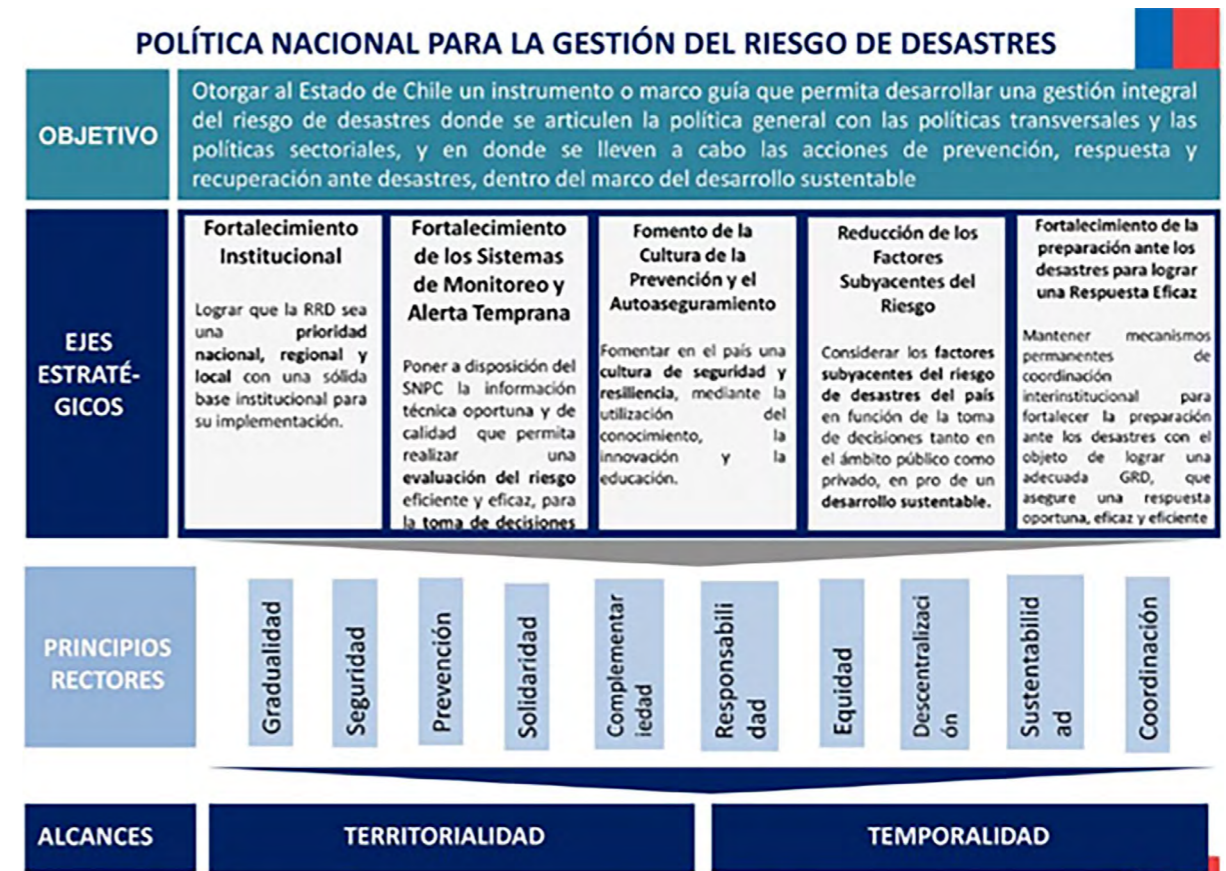 POLÍTICA NACIONAL PARA LA GESTIÓN DEL RIESGO DE DESASTRES
OBJETIVO
Otorgar al Estado de Chile un instrumento o marco guía que permita desarrollar una gestión integral
del riesgo de desastres donde se articulen la política general con las políticas transversales y las
políticas sectoriales, y en donde se lleven a cabo las acciones de prevención, respuesta y
recuperación ante desastres, dentro del marco del desarrollo sustentable
EJES
ESTRATÉ-
GICOS
Fortalecimiento
Institucional
Lograr que la RRD sea
una prioridad
nacional, regional y
local con una sólida
base institucional para
su implementación.
Fortalecimiento
de los Sistemas
de Monitoreo y
Alerta Temprana
Poner a disposición del
SNPC la información
técnica oportuna y de
calidad que permita
realizar una
evaluación del riesgo
eficiente y eficaz, para
la toma de decisiones
Fomento de la
Cultura de la
Prevención y el
Autoaseguramiento
Fomentar en el país una
cultura de seguridad y
resiliencia, mediante la
utilización del
conocimiento, la
innovación y la
educación.
Reducción de los
Factores
Subyacentes del
Riesgo
Considerar los factores
subyacentes del riesgo
de desastres del país
en función de la toma
de decisiones tanto en
el ámbito público como
privado, en pro de un
desarrollo sustentable.
Fortalecimiento de la
preparación ante los
desastres para lograr
una Respuesta Eficaz
Mantener mecanismos
permanentes de
coordinación
interinstitucional para
fortalecer la preparación
ante los desastres con el
objeto de lograr una
adecuada GRD, que
asegure una respuesta
oportuna, eficaz y eficiente
PRINCIPIOS
RECTORES
Gradualidad
Seguridad
Prevención
Solidaridad
Complementar
iedad
Responsabili
dad
Equidad
Descentralizaci
ón
Sustentabilid
ad
Coordinación
ALCANCES
TERRITORIALIDAD
TEMPORALIDAD